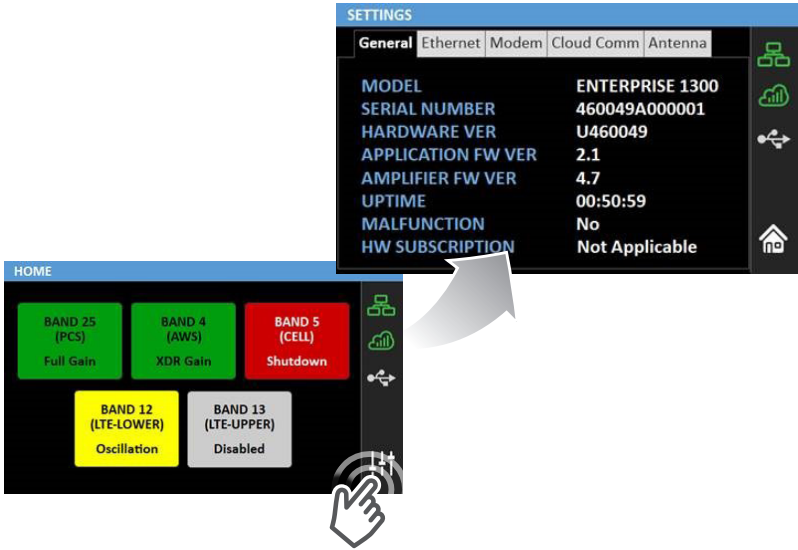 SETTINGS
General Ethernet Modem Cloud Comm Antenna
MODEL ENTERPRISE 1300
SERIAL NUMBER 460049A000001
HARDWARE VER U460049
APPLICATION FW VER 2.1
AMPLIFIER FW VER 4.7
UPTIME 00:50:59
MALFUNCTION No
HW SUBSCRIPTION Not Applicable
HOME
BAND 25
(PCS)
Full Gain
BAND 4
(AWS)
XDR Gain
BAND 5
(CELL)
Shutdown
BAND 12
(LTE-LOWER)
Oscillation
BAND 13
(LTE-UPPER)
Disabled